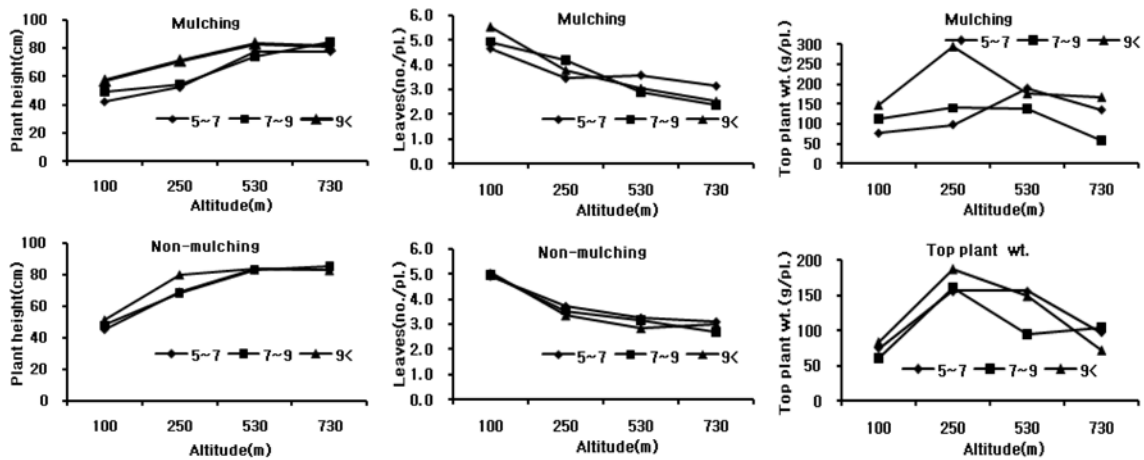 Mulching
Plant height(cm)
100
80
60
40
20
0
5~7 7~9 9<
100 250 530 730
Altitude(m)
Mulching
Leaves(no./pl.)
6.0
5.0
4.0
3.0
2.0
1.0
0.0
5~7 7~9 9<
100 250 530 730
Altitude(m)
Mulching
Top plant wt. (g/pl.)
300
250
200
150
100
50
0
5~7 7~9 9<
100 250 530 730
Altitude(m)
Non-mulching
Plant height(cm)
100
80
60
40
20
0
5~7 7~9 9<
100 250 530 730
Altitude(m)
Non-mulching
Leaves(no./pl.)
6.0
5.0
4.0
3.0
2.0
1.0
0.0
5~7 7~9 9<
100 250 530 730
Altitude(m)
Top plant wt.
Top plant wt. (g/pl.)
200
150
100
50
0
5~7 7~9 9<
100 250 530 730
Altitude(m)